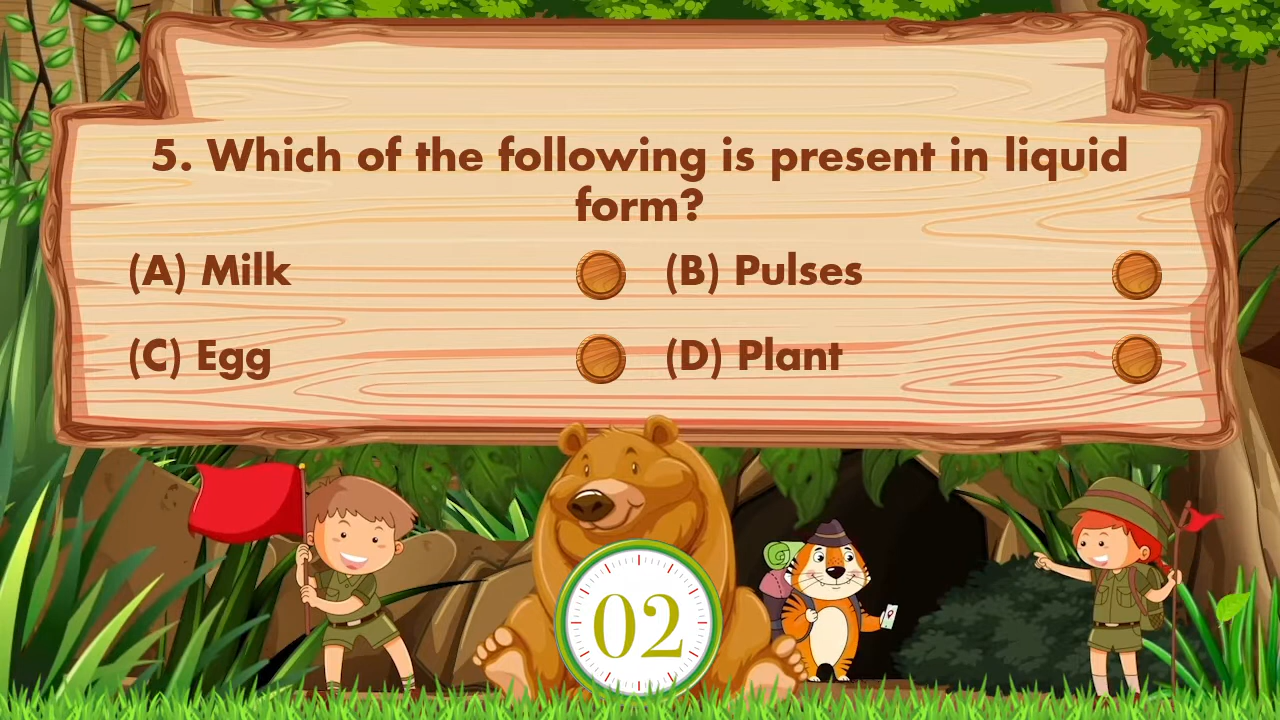 5. Which of the following is present in liquid
form?
(A) Milk
(B) Pulses
(C) Egg
(D) Plant
02